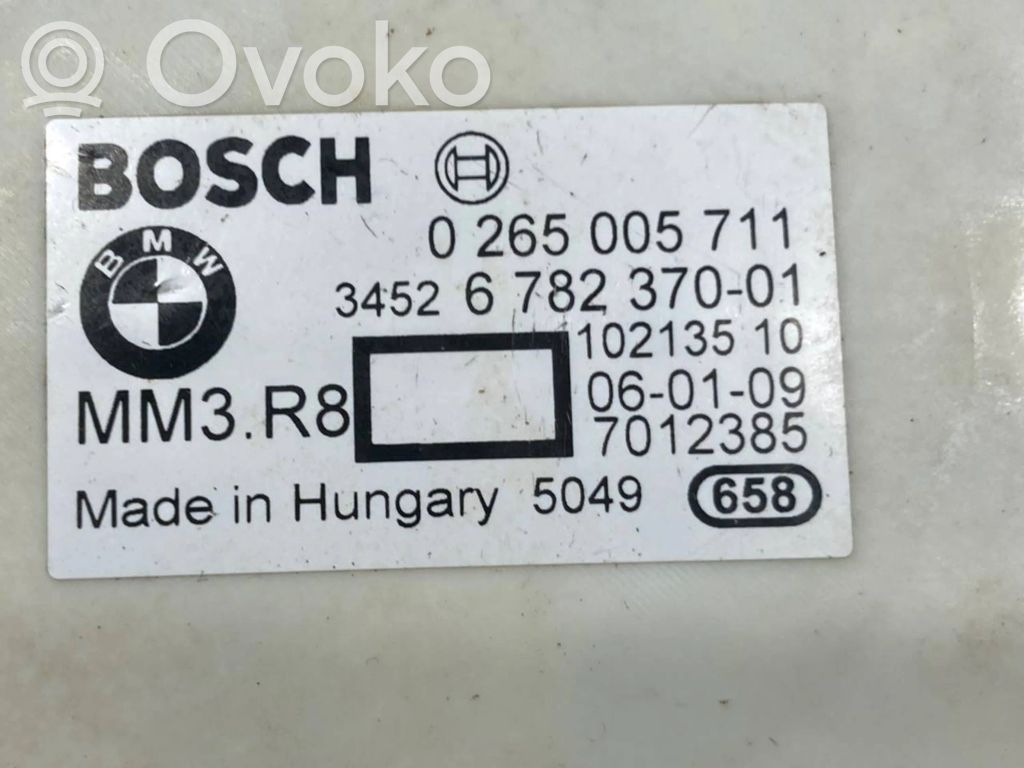 Ovoko
BOSCH
0 265 005 711
BMW
3452 6 782 370-01
102135 10
06-01-09
MM3.R8
7012385
Made in Hungary 5049 658